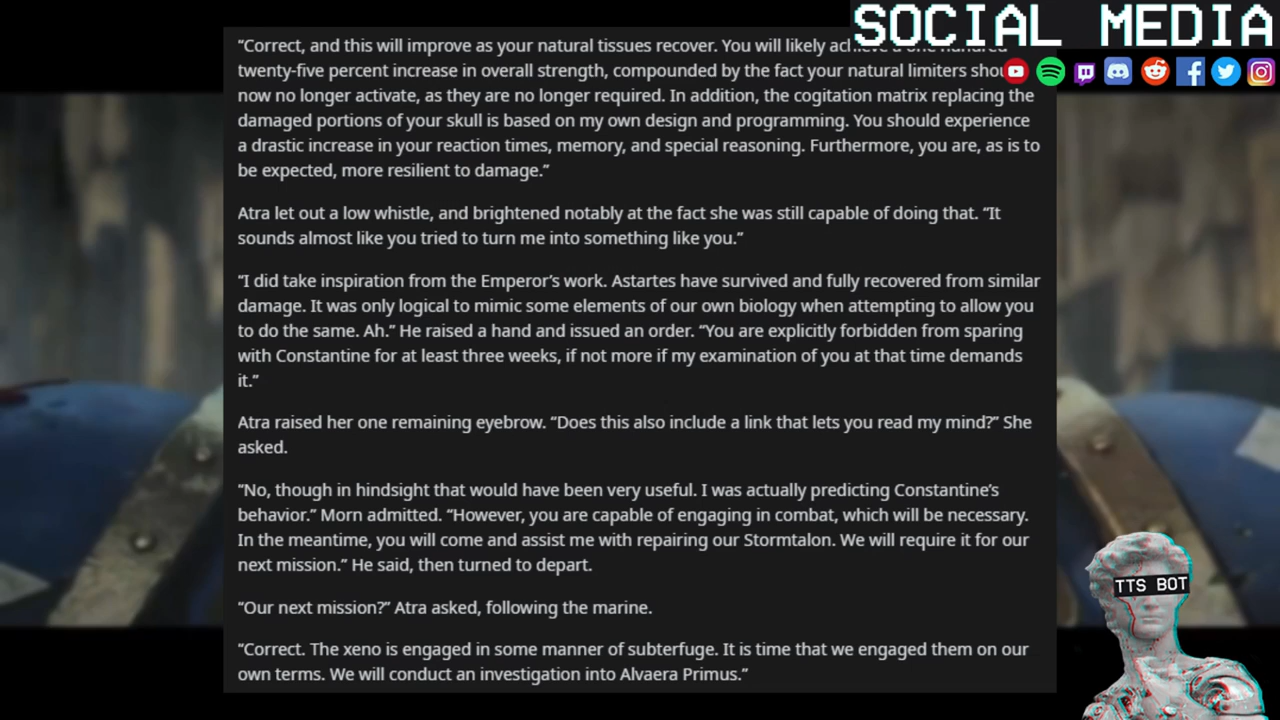 SOCIAL MEDIA
“Correct, and this will improve as your natural tissues recover. You will likely
twenty-five percent increase in overall strength, compounded by the fact your natural limiters
now no longer activate, as they are no longer required. In addition, the cogitation matrix replacing the
damaged portions of your skull is based on my own design and programming. You should experience
a drastic increase in your reaction times, memory, and special reasoning. Furthermore, you are, as is to
be expected, more resilient to damage.”
Atra let out a low whistle, and brightened notably at the fact she was still capable of doing that. “It
sounds almost like you tried to turn me into something like you.”
“I did take inspiration from the Emperor’s work. Astartes have survived and fully recovered from similar
damage. It was only logical to mimic some elements of our own biology when attempting to allow you
to do the same. Ah.” He raised a hand and issued an order. “You are explicitly forbidden from sparing
with Constantine for at least three weeks, if not more if my examination of you at that time demands
it.”
Atra raised her one remaining eyebrow. “Does this also include a link that lets you read my mind?” She
asked.
“No, though in hindsight that would have been very useful. I was actually predicting Constantine’s
behavior.” Morn admitted. “However, you are capable of engaging in combat, which will be necessary.
In the meantime, you will come and assist me with repairing our Stormtalon. We will require it for our
next mission.” He said, then turned to depart.
“Our next mission?” Atra asked, following the marine.
“Correct. The xeno is engaged in some manner of subterfuge. It is time that we engaged them on our
own terms. We will conduct an investigation into Alvaera Primus.”
TTS BOT